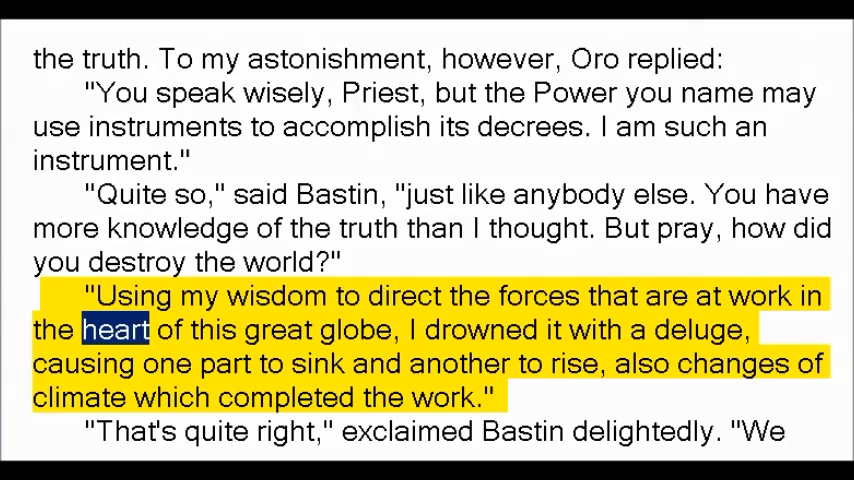 the truth. To my astonishment, however, Oro replied:
"You speak wisely, Priest, but the Power you name may
use instruments to accomplish its decrees. I am such an
instrument."
"Quite so," said Bastin, "just like anybody else. You have
more knowledge of the truth than I thought. But pray, how did
you destroy the world?"
"Using my wisdom to direct the forces that are at work in
the heart of this great globe, I drowned it with a deluge,
causing one part to sink and another to rise, also changes of
climate which completed the work."
"That's quite right," exclaimed Bastin delightedly. "We